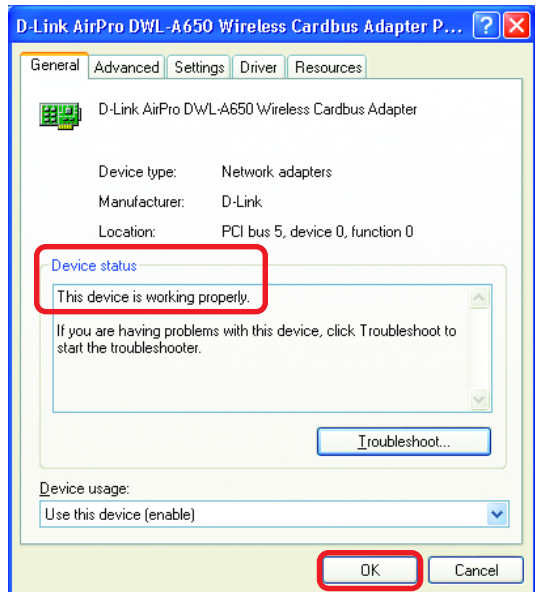 D-Link AirPro DWL-A650 Wireless Cardbus Adapter P... ?
General Advanced Settings Driver Resources
D-Link AirPro DWL-A650 Wireless Cardbus Adapter
Device type: Network adapters
Manufacturer: D-Link
Location: PCI bus 5, device 0, function 0
Device status
This device is working properly.
If you are having problems with this device, click Troubleshoot to
start the troubleshooter.
Troubleshoot...
Device usage:
Use this device (enable)
OK Cancel